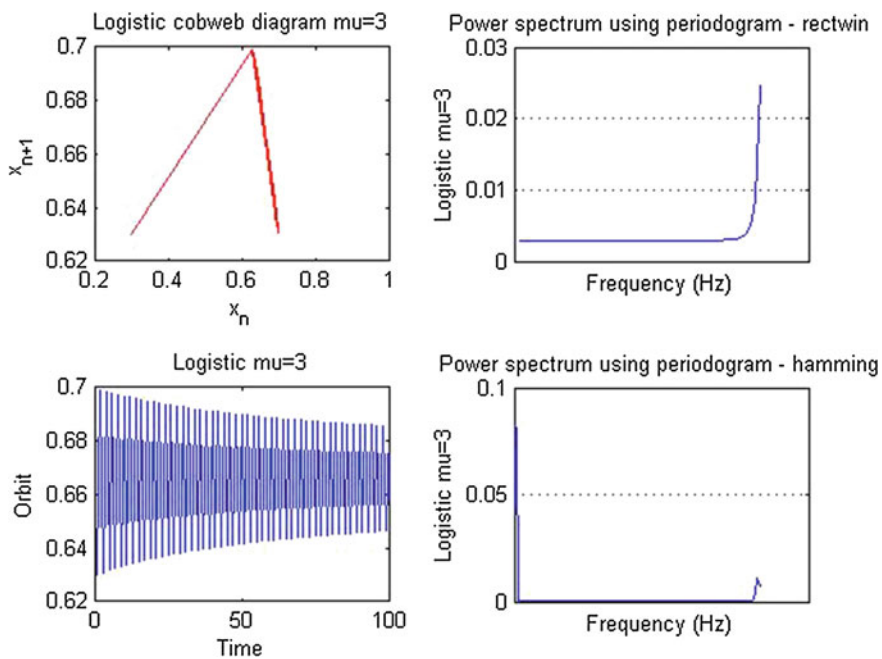 Logistic cobweb diagram mu=3
0.7
0.68
0.66
0.64
0.62
x_{n+1}
0.2 0.4 0.6 0.8 1
x_n
Power spectrum using periodogram - rectwin
0.03
0.02
0.01
0
Logistic mu=3
Frequency (Hz)
Logistic mu=3
0.7
0.68
0.66
0.64
0.62
Orbit
0 50 100
Time
Power spectrum using periodogram - hamming
0.1
0.05
0
Logistic mu=3
Frequency (Hz)